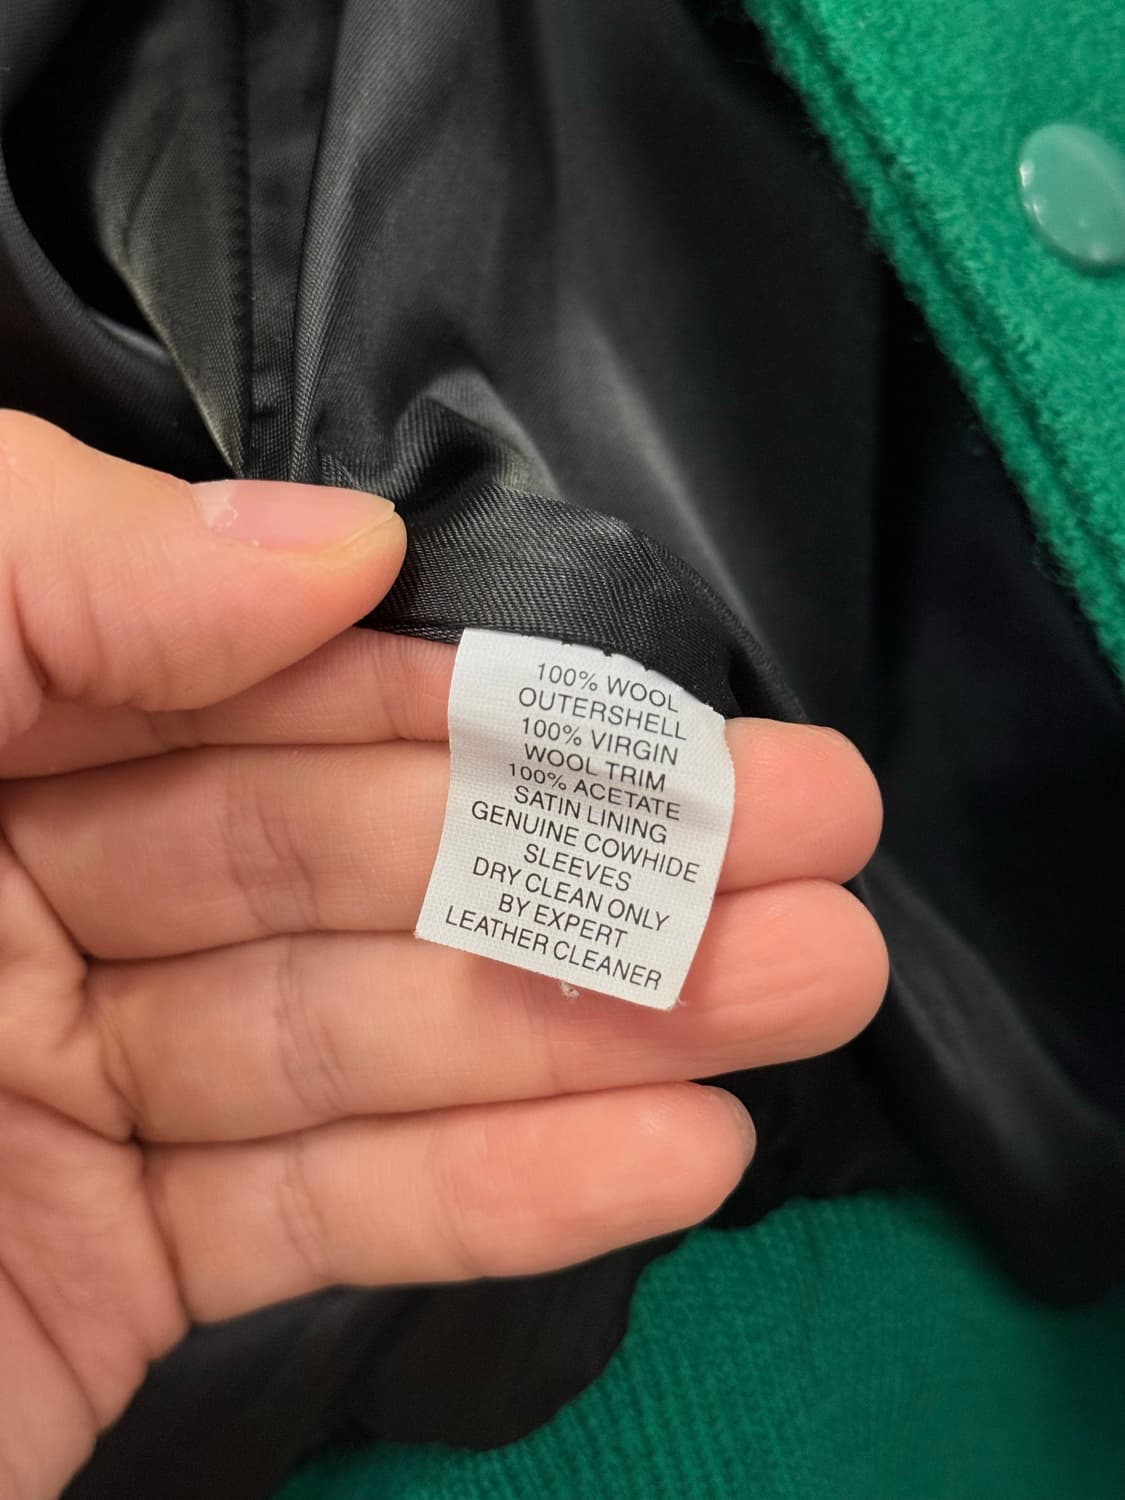 100% WOOL
OUTERSHELL
100% VIRGIN
WOOL TRIM
100% ACETATE
SATIN LINING
GENUINE COWHIDE
SLEEVES
DRY CLEAN ONLY
BY EXPERT
LEATHER CLEANER